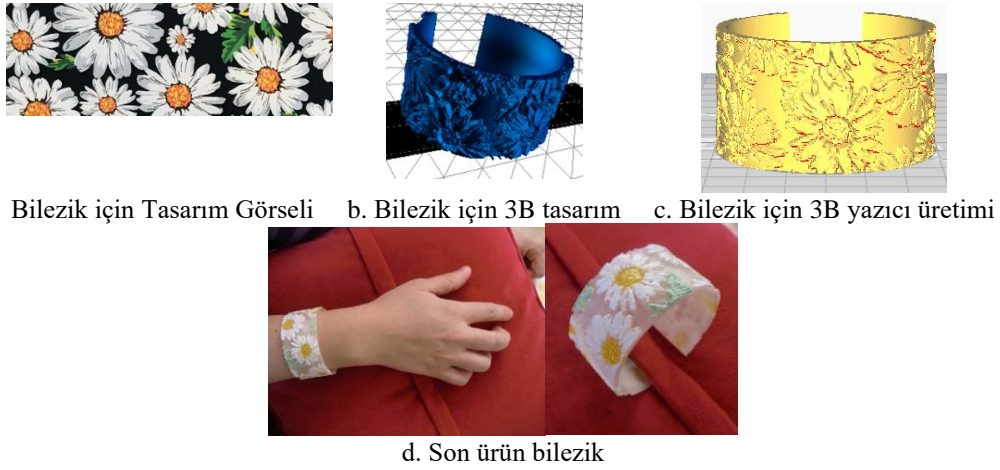 Bilezik için Tasarım Görseli b. Bilezik için 3B tasarım c. Bilezik için 3B yazıcı üretimi
d. Son ürün bilezik